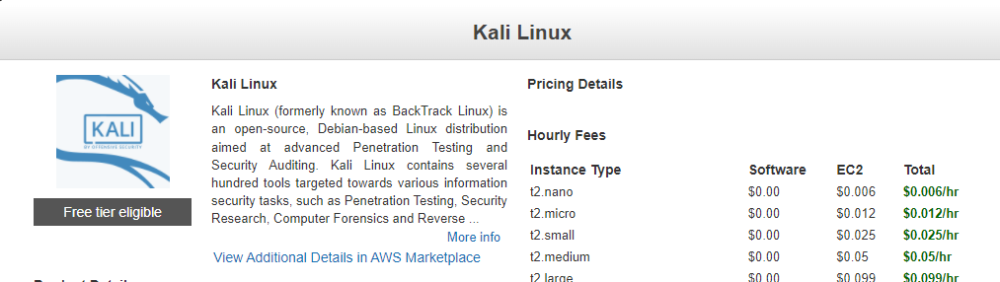 Kali Linux
KALI
BY OFFENSIVE SECURITY
Free tier eligible
Kali Linux
Kali Linux (formerly known as BackTrack Linux) is
an open-source, Debian-based Linux distribution
aimed at advanced Penetration Testing and
Security Auditing. Kali Linux contains several
hundred tools targeted towards various information
security tasks, such as Penetration Testing, Security
Research, Computer Forensics and Reverse ...
More info
View Additional Details in AWS Marketplace
Pricing Details
Hourly Fees
Instance Type Software EC2 Total
t2.nano $0.00 $0.006 $0.006/hr
t2.micro $0.00 $0.012 $0.012/hr
t2.small $0.00 $0.025 $0.025/hr
t2.medium $0.00 $0.05 $0.05/hr
t2.large $0.00 $0.099 $0.099/hr